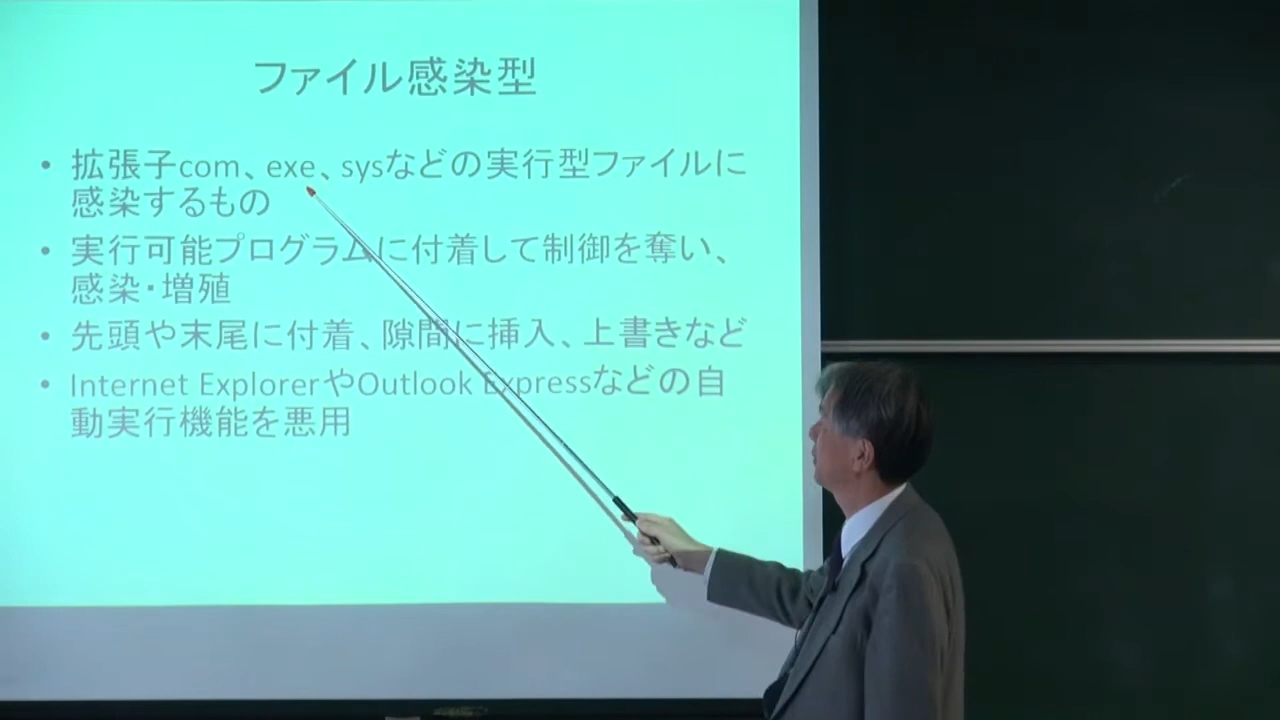 ファイル感染型
• 拡張子com、exe、sysなどの実行型ファイルに
感染するもの
• 実行可能プログラムに付着して制御を奪い、
感染・増殖
• 先頭や末尾に付着、隙間に挿入、上書きなど
• Internet ExplorerやOutlook Expressなどの自
動実行機能を悪用